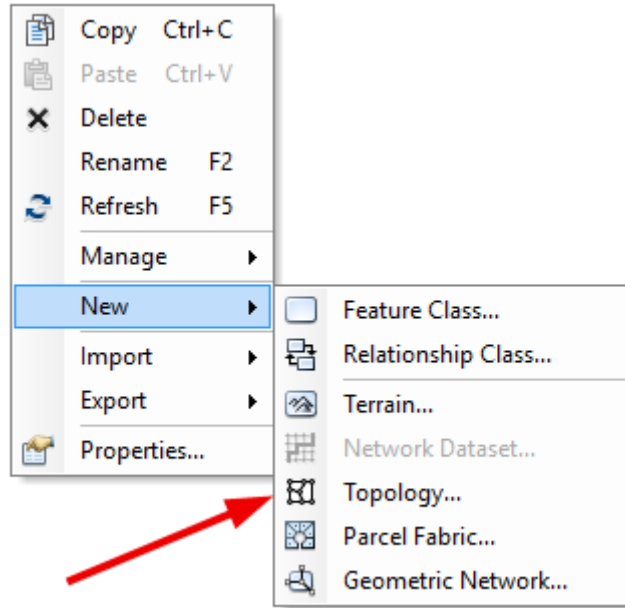 Copy Ctrl+C
Paste Ctrl+V
Delete
Rename F2
Refresh F5
Manage
New
Import
Export
Properties...
Feature Class...
Relationship Class...
Terrain...
Network Dataset...
Topology...
Parcel Fabric...
Geometric Network...